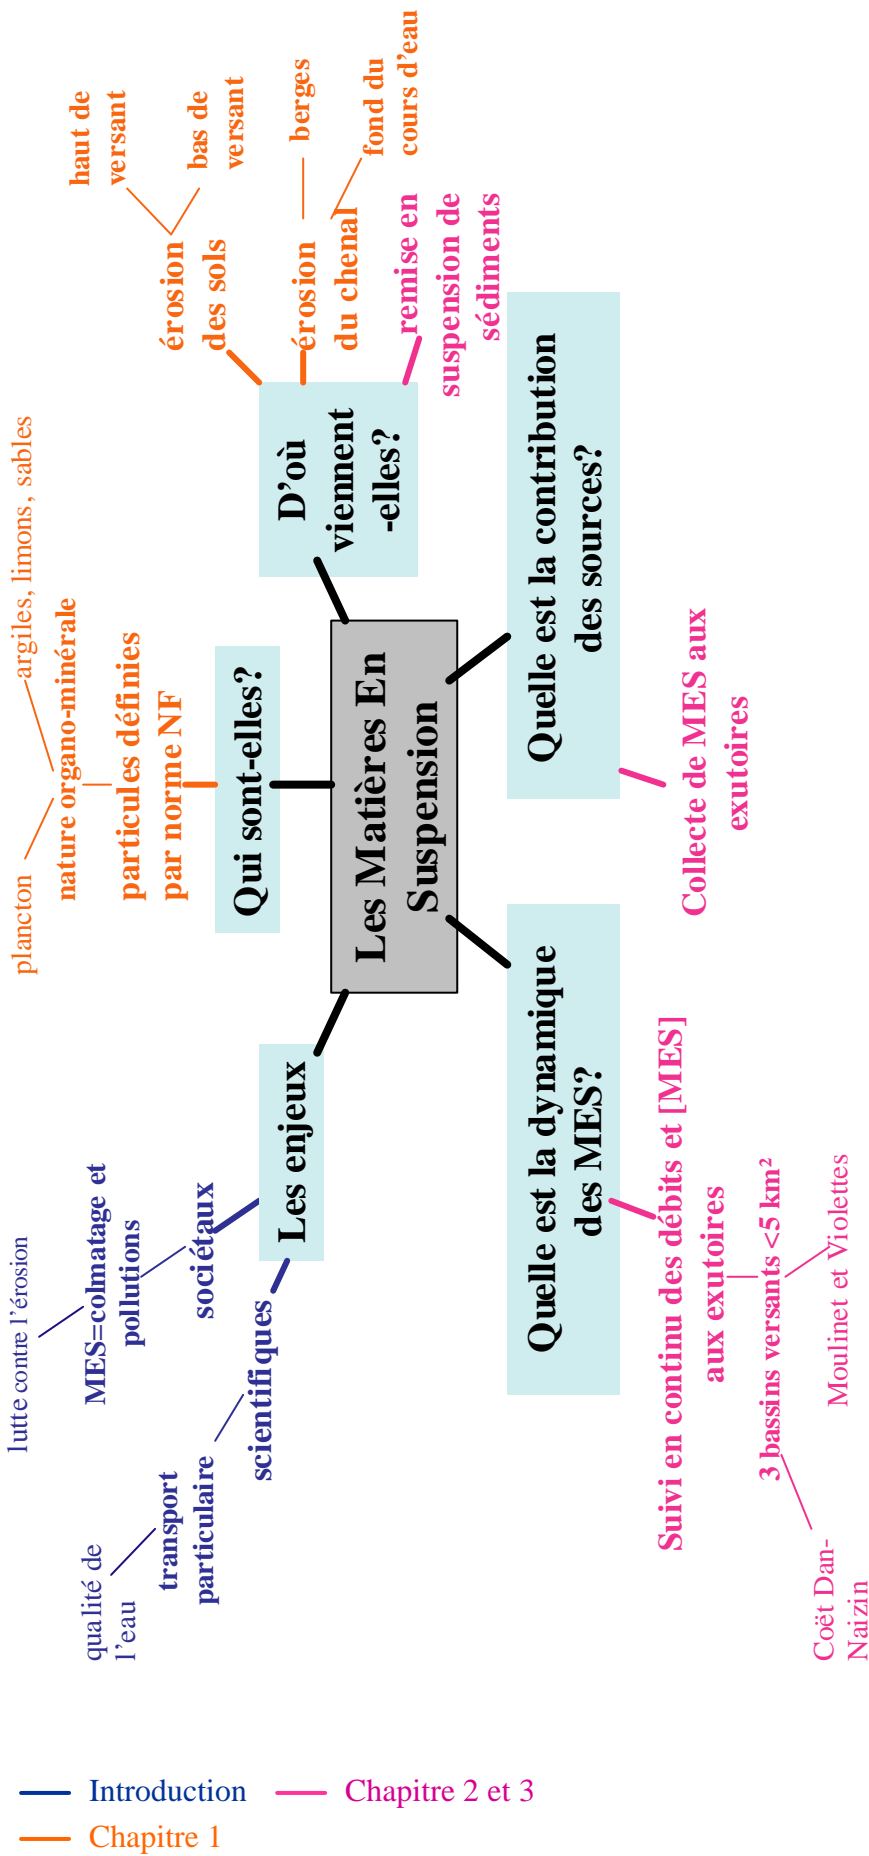 lutte contre l'érosion
MES=colmatage et
pollutions
sociétaux
qualité de
l'eau
transport
particulaire
scientifiques
Les enjeux
plancton
argiles, limons, sables
nature organo-minérale
particules définies
par norme NF
Qui sont-elles?
haut de
versant
bas de
versant
érosion
des sols
berges
fond du
cours d'eau
érosion
du chenal
remise en
suspension de
sédiments
D'où
viennent
-elles?
Les Matières En
Suspension
Quelle est la dynamique
des MES?
Suivi en continu des débits et [MES]
aux exutoires
3 bassins versants <5 km²
Coët Dan-
Naizin
Moulinet et Violettes
Quelle est la contribution
des sources?
Collecte de MES aux
exutoires
Introduction
Chapitre 2 et 3
Chapitre 1